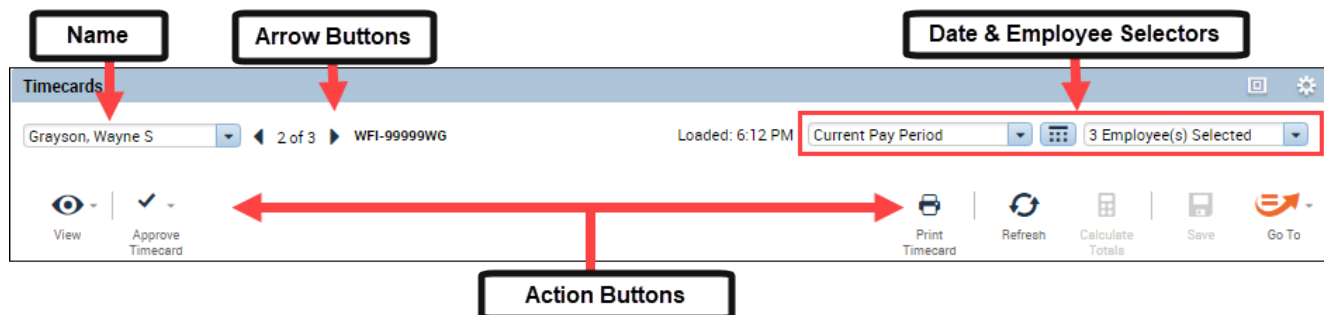 Name
Arrow Buttons
Date & Employee Selectors
Timecards
Grayson, Wayne S
2 of 3
WFI-99999WG
Loaded: 6:12 PM
Current Pay Period
3 Employee(s) Selected
View
Approve
Timecard
Print
Timecard
Refresh
Calculate
Totals
Save
Go To
Action Buttons